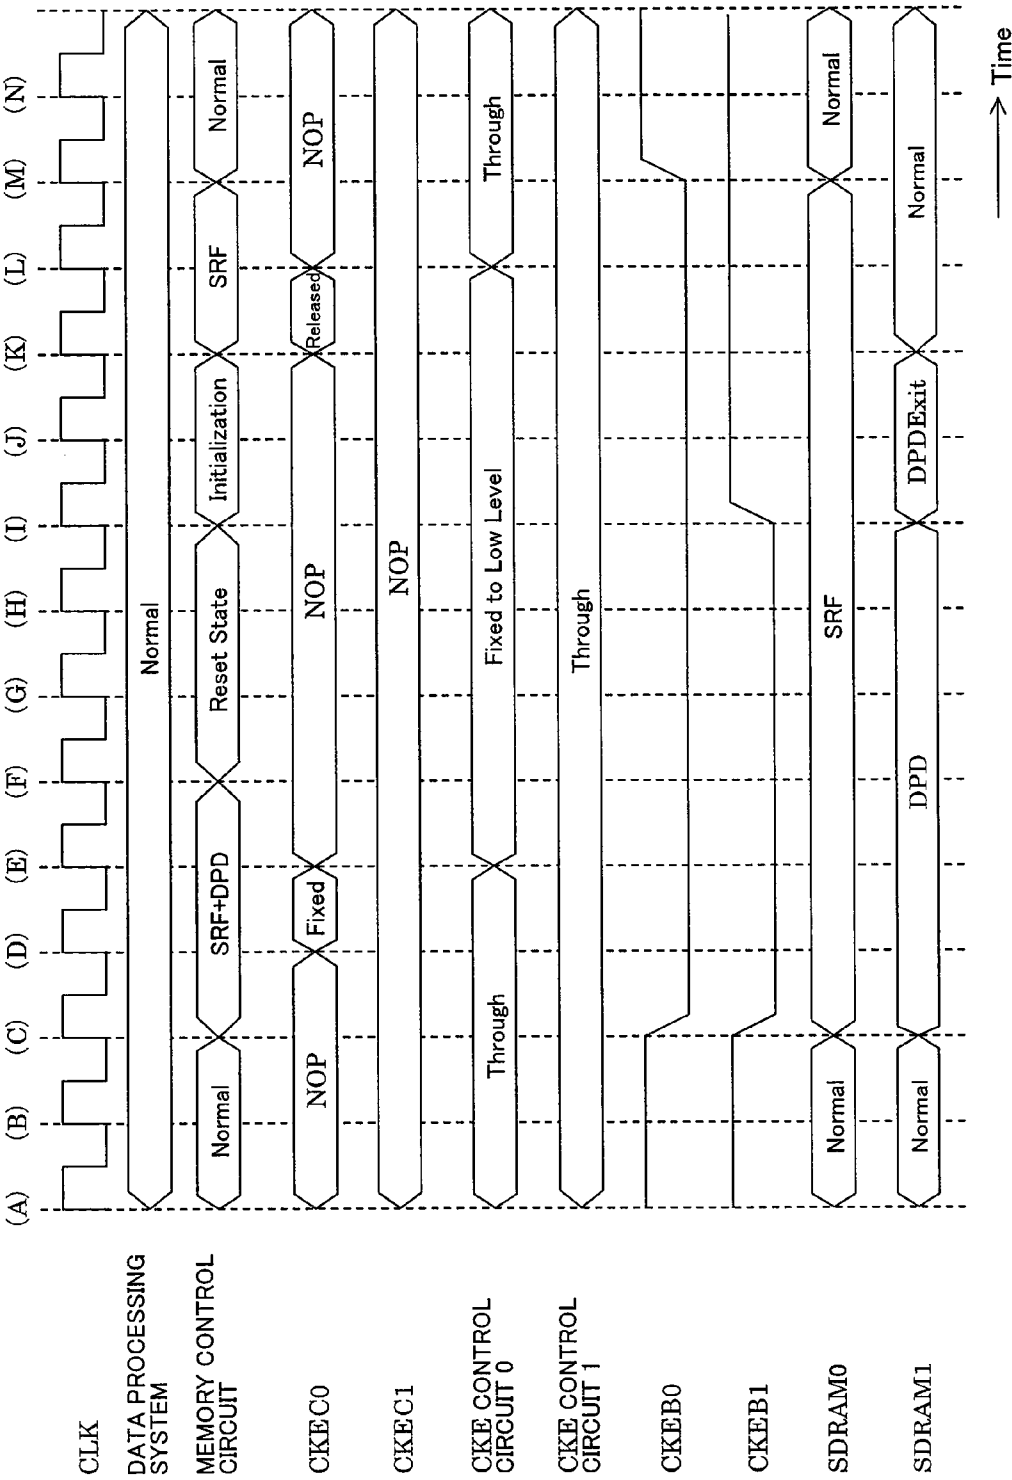 (A) (B) (C) (D) (E) (F) (G) (H) (I) (J) (K) (L) (M) (N)
CLK
DATA PROCESSING
SYSTEM
Normal
MEMORY CONTROL
CIRCUIT
Normal SRF+DPD Reset State Initialization SRF Normal
CKEC0
NOP Fixed NOP Released NOP
CKEC1
NOP
CKE CONTROL
CIRCUIT 0
Through Fixed to Low Level Through
CKE CONTROL
CIRCUIT 1
Through
CKEB0
CKEB1
SDRAM0
Normal SRF Normal
SDRAM1
Normal DPD DPDExit Normal
Time